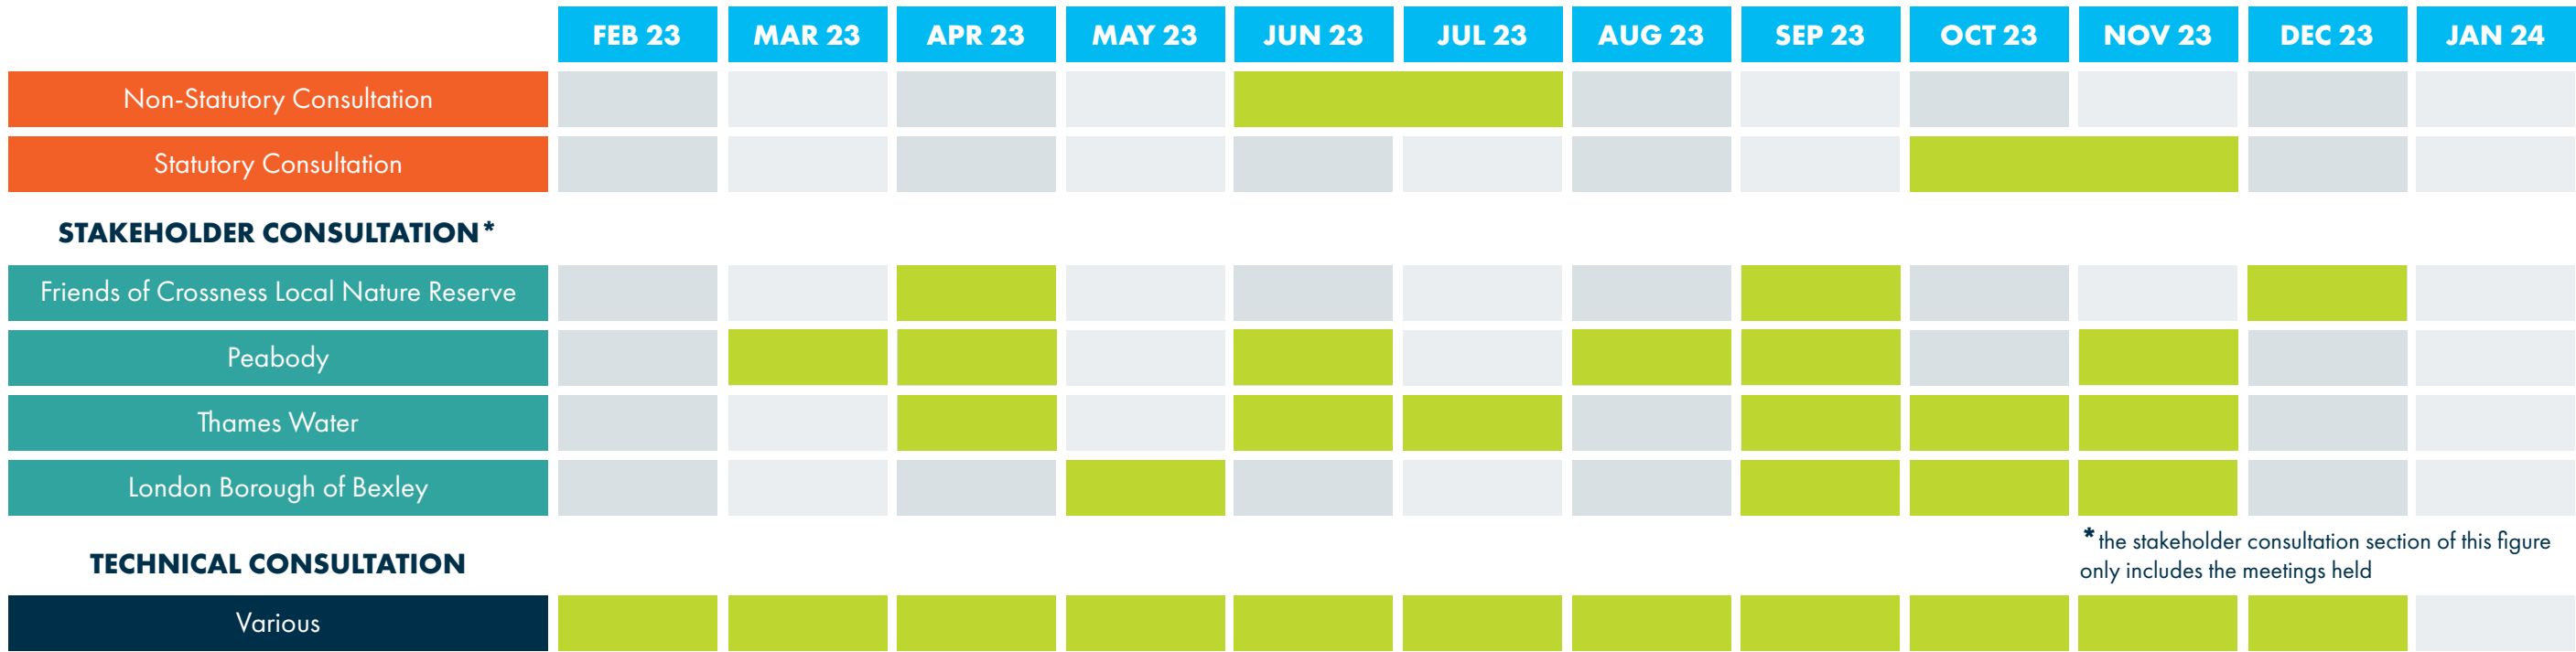 FEB 23 MAR 23 APR 23 MAY 23 JUN 23 JUL 23 AUG 23 SEP 23 OCT 23 NOV 23 DEC 23 JAN 24
Non-Statutory Consultation
Statutory Consultation
STAKEHOLDER CONSULTATION*
Friends of Crossness Local Nature Reserve
Peabody
Thames Water
London Borough of Bexley
* the stakeholder consultation section of this figure
only includes the meetings held
TECHNICAL CONSULTATION
Various